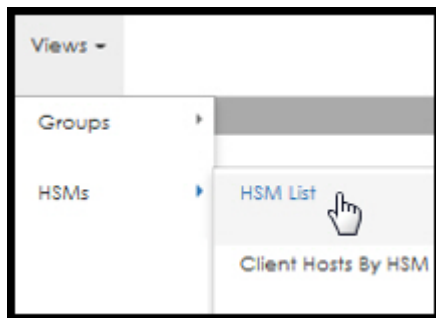 Views
Groups
HSMs
HSM List
Client Hosts By HSM